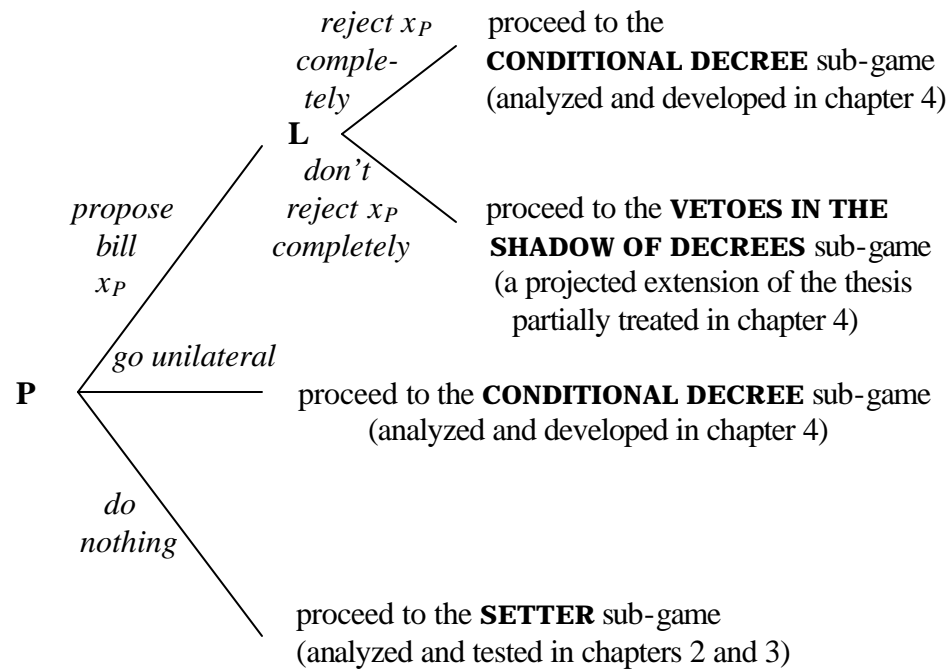 reject xP
comple-
tely
proceed to the
CONDITIONAL DECREE sub-game
(analyzed and developed in chapter 4)
L
don't
reject xP
completely
proceed to the VETOES IN THE
SHADOW OF DECREES sub-game
(a projected extension of the thesis
partially treated in chapter 4)
propose
bill
xP
go unilateral
P
proceed to the CONDITIONAL DECREE sub-game
(analyzed and developed in chapter 4)
do
nothing
proceed to the SETTER sub-game
(analyzed and tested in chapters 2 and 3)